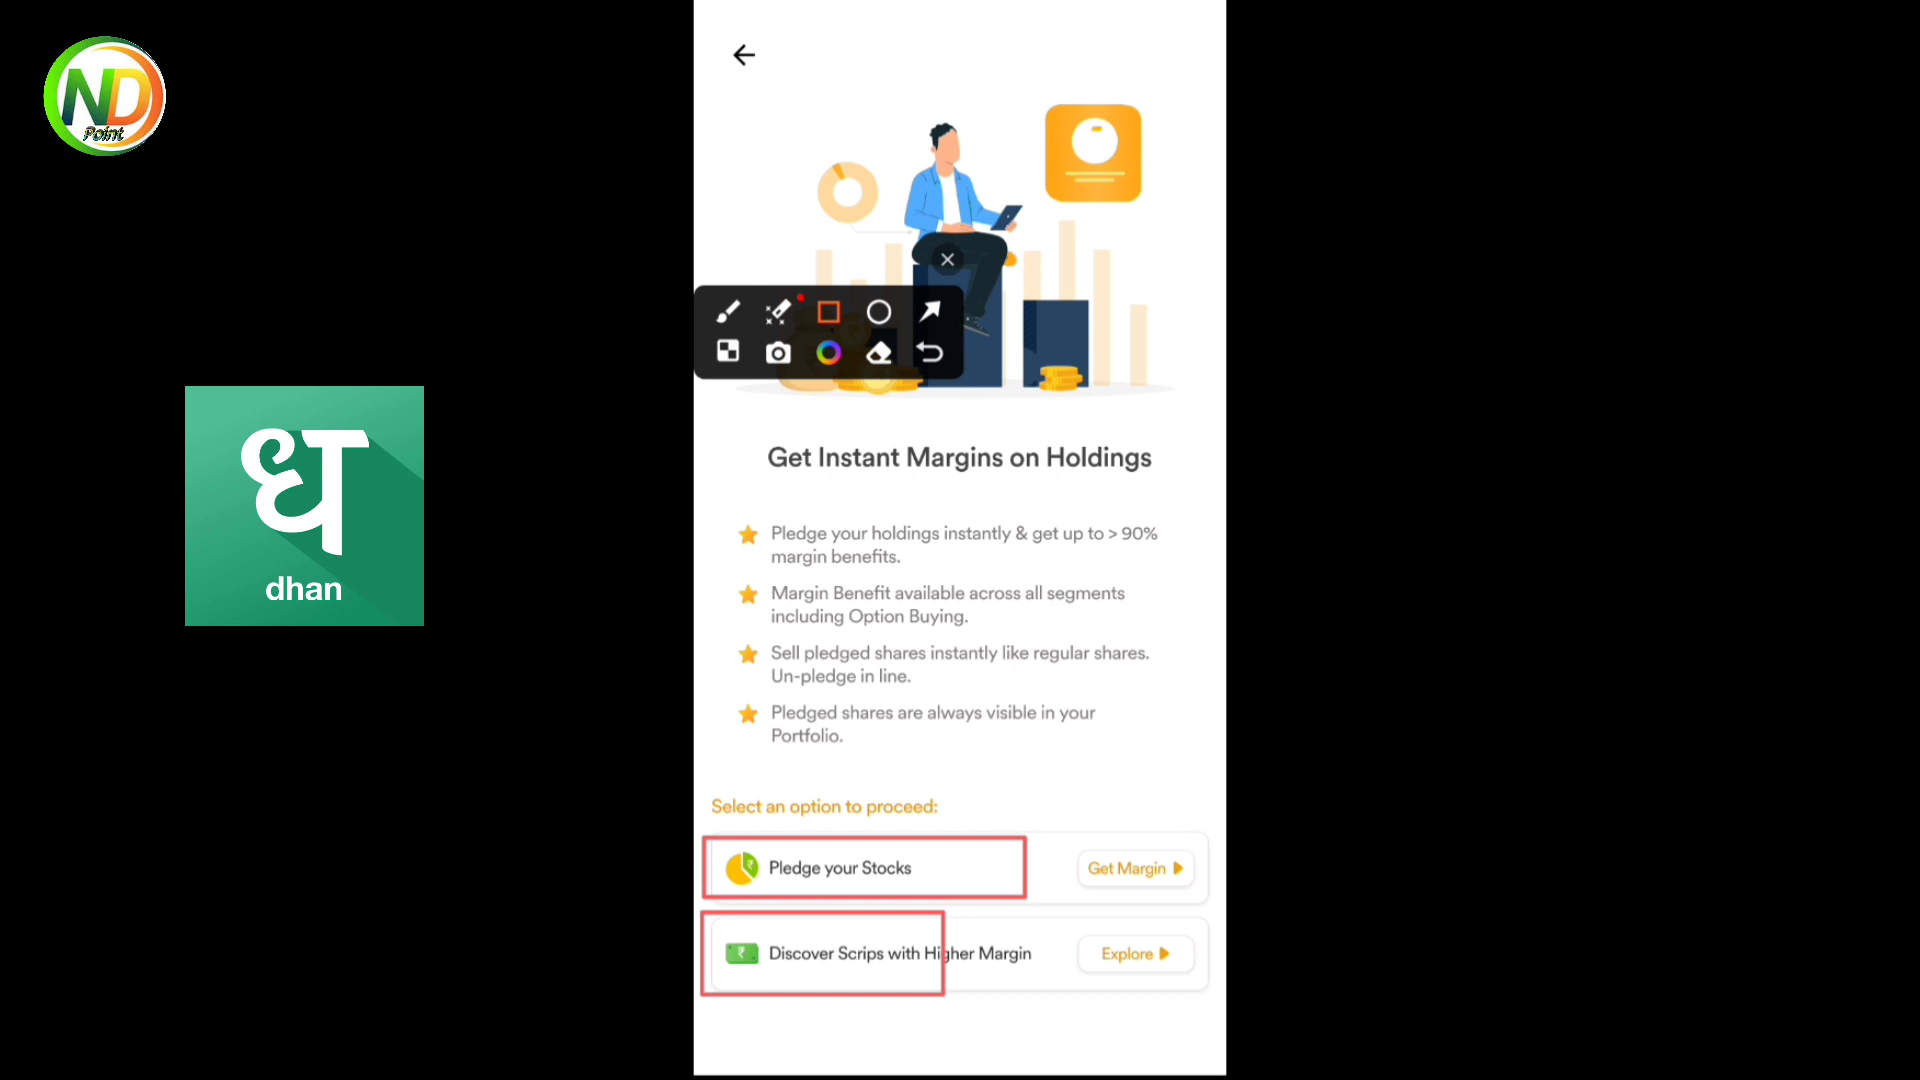 ND
Point
ध
dhan
Get Instant Margins on Holdings
Pledge your holdings instantly & get up to > 90%
margin benefits.
Margin Benefit available across all segments
including Option Buying.
Sell pledged shares instantly like regular shares.
Un-pledge in line.
Pledged shares are always visible in your
Portfolio.
Select an option to proceed:
Pledge your Stocks
Get Margin
Discover Scrips with Higher Margin
Explore